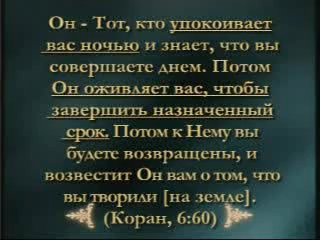 Он - Тот, кто упокоивает
вас ночью и знает, что вы
совершаете днем. Потом
Он оживляет вас, чтобы
завершить назначенный
срок. Потом к Нему вы
будете возвращены, и
возвестит Он вам о том, что
вы творили [на земле].
(Коран, 6:60)